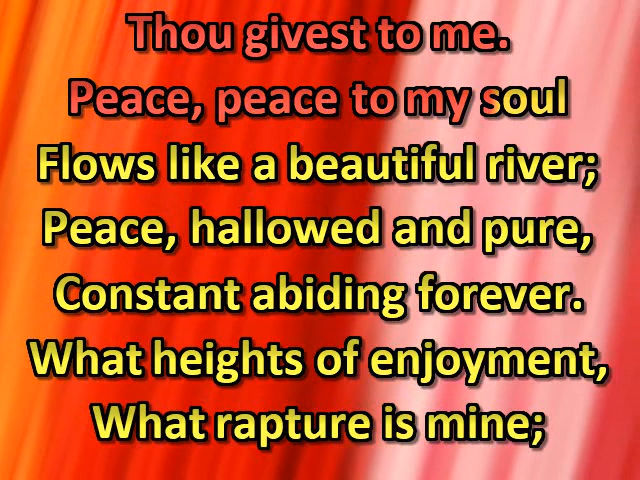 Thou givest to me.
Peace, peace to my soul
Flows like a beautiful river;
Peace, hallowed and pure,
Constant abiding forever.
What heights of enjoyment,
What rapture is mine;